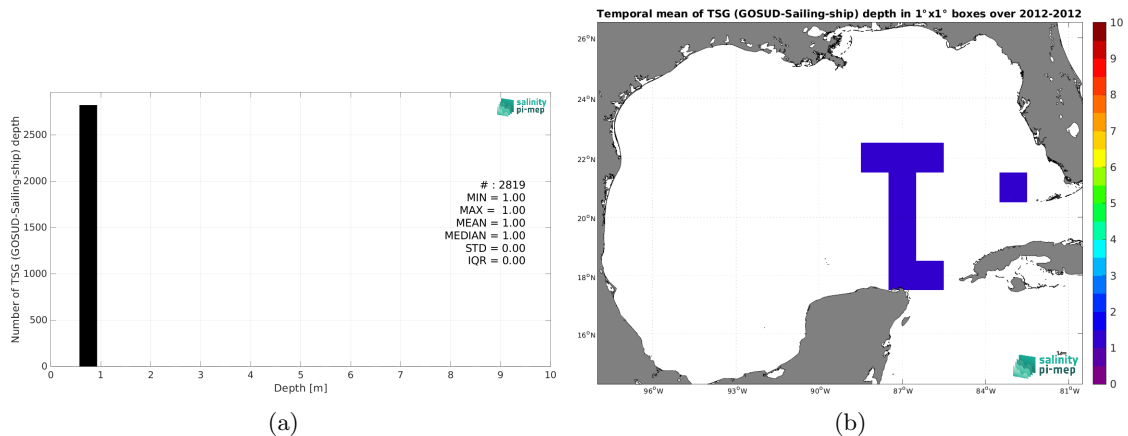 Number of TSG (GOSUD-Sailing-ship) depth
2500
2000
1500
1000
500
0
0 1 2 3 4 5 6 7 8 9 10
Depth [m]
salinity
pi-mep
# : 2819
MIN = 1.00
MAX = 1.00
MEAN = 1.00
MEDIAN = 1.00
STD = 0.00
IQR = 0.00
(a)
Temporal mean of TSG (GOSUD-Sailing-ship) depth in 1°x1° boxes over 2012-2012
26°N
24°N
22°N
20°N
18°N
16°N
96°W 93°W 90°W 87°W 84°W 81°W
salinity
pi-mep
10
9
8
7
6
5
4
3
2
1
0
(b)